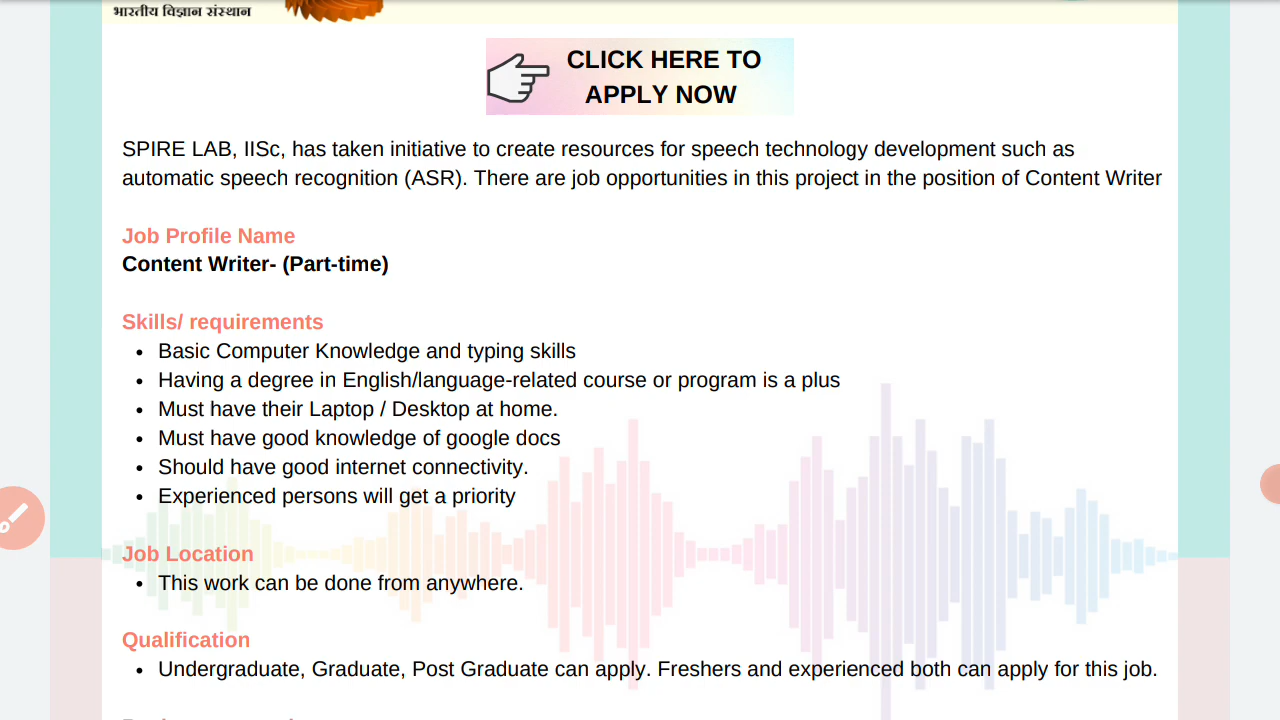 भारतीय विज्ञान संस्थान
CLICK HERE TO
APPLY NOW
SPIRE LAB, IISc, has taken initiative to create resources for speech technology development such as
automatic speech recognition (ASR). There are job opportunities in this project in the position of Content Writer
Job Profile Name
Content Writer- (Part-time)
Skills/ requirements
• Basic Computer Knowledge and typing skills
• Having a degree in English/language-related course or program is a plus
• Must have their Laptop / Desktop at home.
• Must have good knowledge of google docs
• Should have good internet connectivity.
• Experienced persons will get a priority
Job Location
• This work can be done from anywhere.
Qualification
• Undergraduate, Graduate, Post Graduate can apply. Freshers and experienced both can apply for this job.